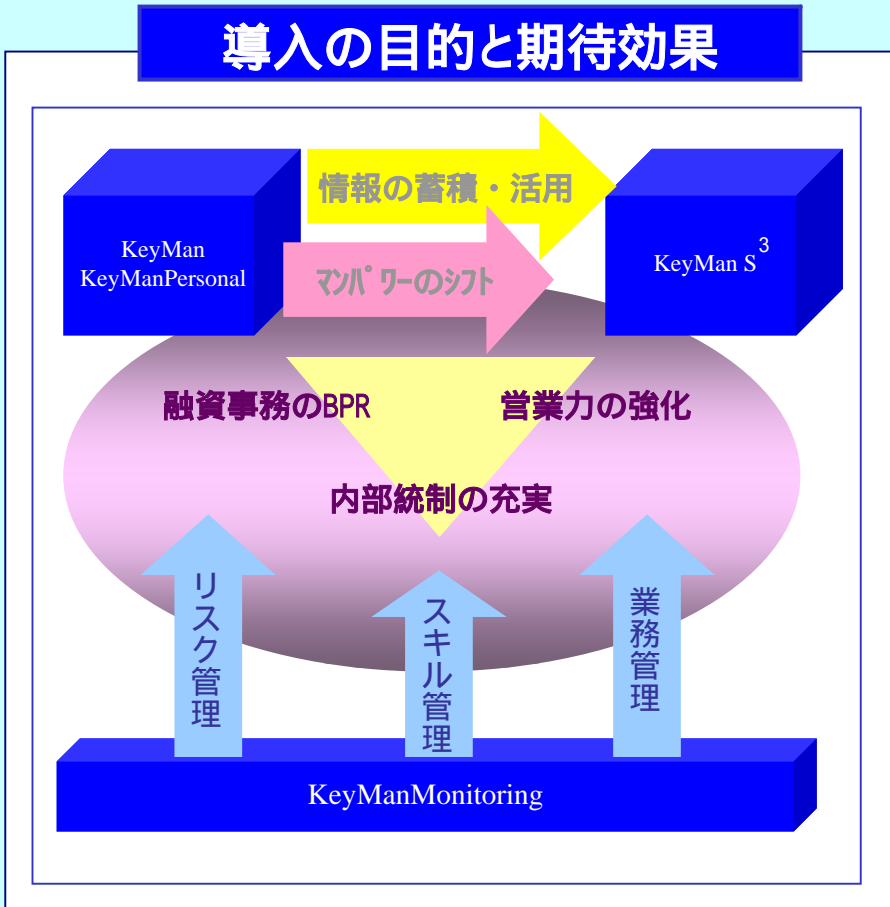 導入の目的と期待効果
情報の蓄積・活用
KeyMan
KeyManPersonal
KeyMan S³
ﾏﾝﾊﾟﾜｰのｼﾌﾄ
融資事務のBPR
営業力の強化
内部統制の充実
リスク管理
スキル管理
業務管理
KeyManMonitoring